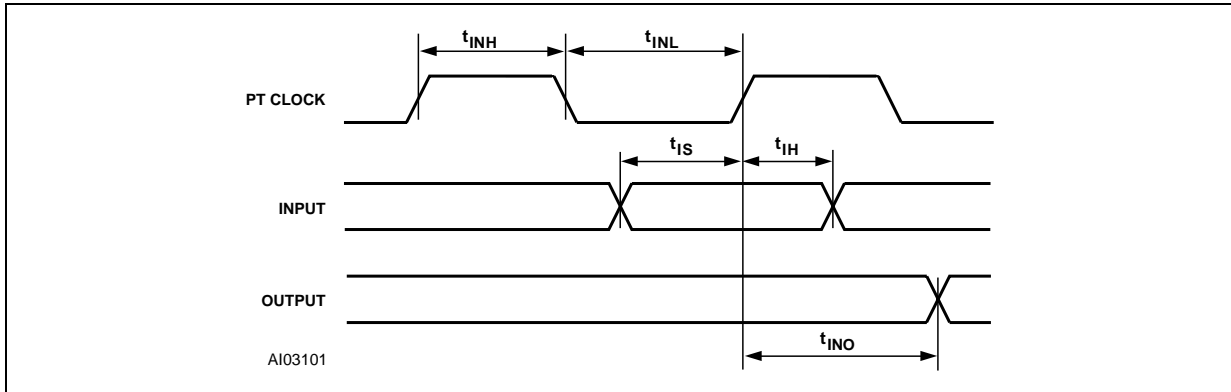 tINH
tINL
PT CLOCK
tIS
tIH
INPUT
OUTPUT
tINO
AI03101